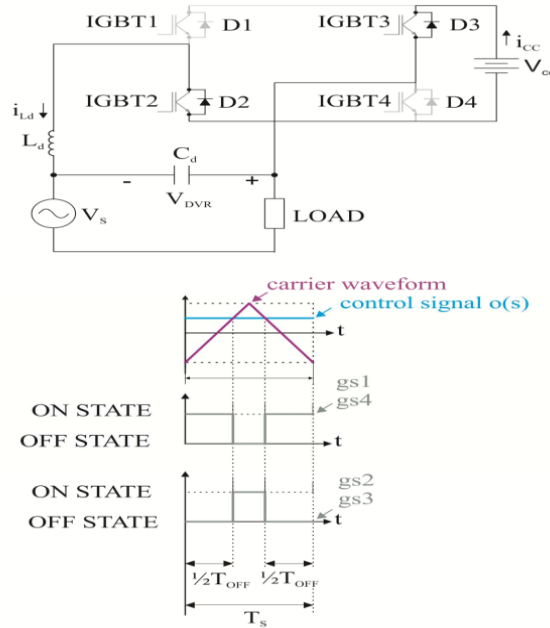 IGBT1 D1 IGBT3 D3
i_CC
V_c
IGBT2 D2 IGBT4 D4
i_Ld
L_d
C_d
- +
V_DVR
V_s
LOAD
carrier waveform
control signal o(s)
t
gs1
ON STATE
gs4
OFF STATE
t
gs2
ON STATE
gs3
OFF STATE
t
½T_OFF ½T_OFF
T_s